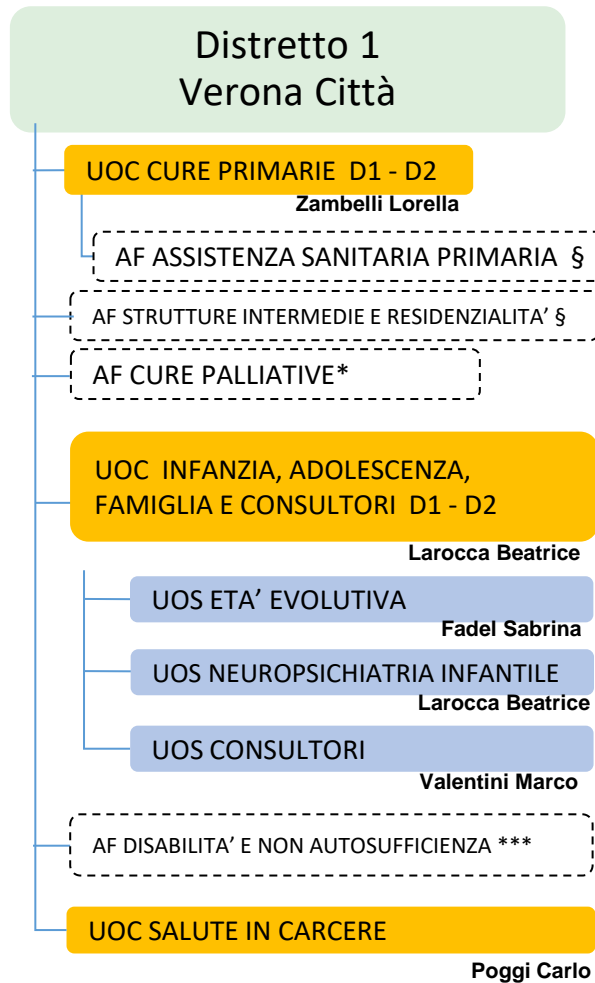 Distretto 1
Verona Città
UOC CURE PRIMARIE D1 - D2
Zambelli Lorella
AF ASSISTENZA SANITARIA PRIMARIA §
AF STRUTTURE INTERMEDIE E RESIDENZIALITA’ §
AF CURE PALLIATIVE*
UOC INFANZIA, ADOLESCENZA,
FAMIGLIA E CONSULTORI D1 - D2
Larocca Beatrice
UOS ETA’ EVOLUTIVA
Fadel Sabrina
UOS NEUROPSICHIATRIA INFANTILE
Larocca Beatrice
UOS CONSULTORI
Valentini Marco
AF DISABILITA’ E NON AUTOSUFFICIENZA ***
UOC SALUTE IN CARCERE
Poggi Carlo